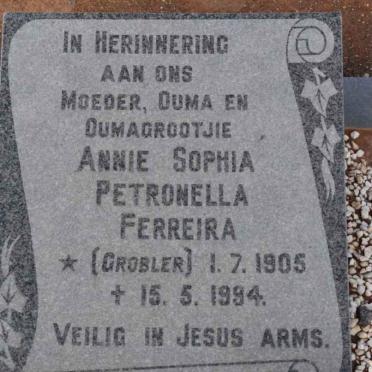 In Herinnering
aan ons
Moeder, Ouma en
Oumagrootjie
Annie Sophia
Petronella
Ferreira
★ (Grobler) 1.7.1905
✝ 15.5.1994.
Veilig in Jesus arms.